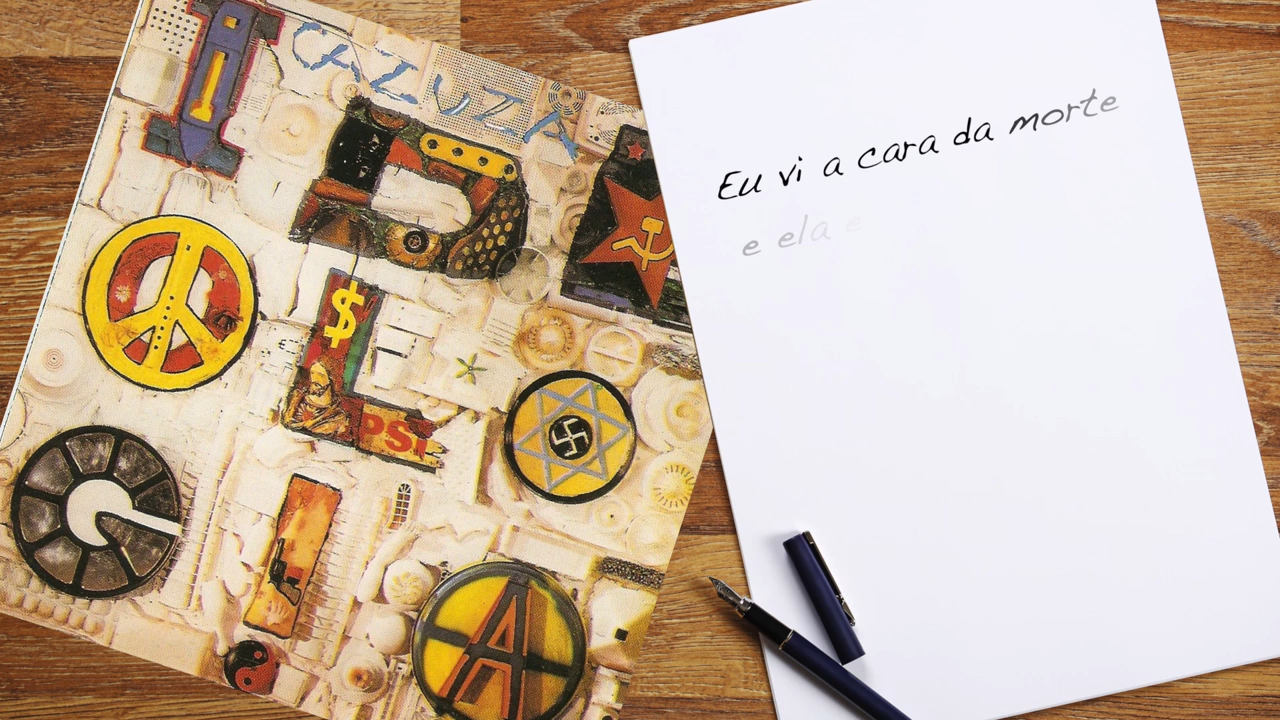 CAZUZA
I D E
O L O
G I A
$
Eu vi a cara da morte
e ela e